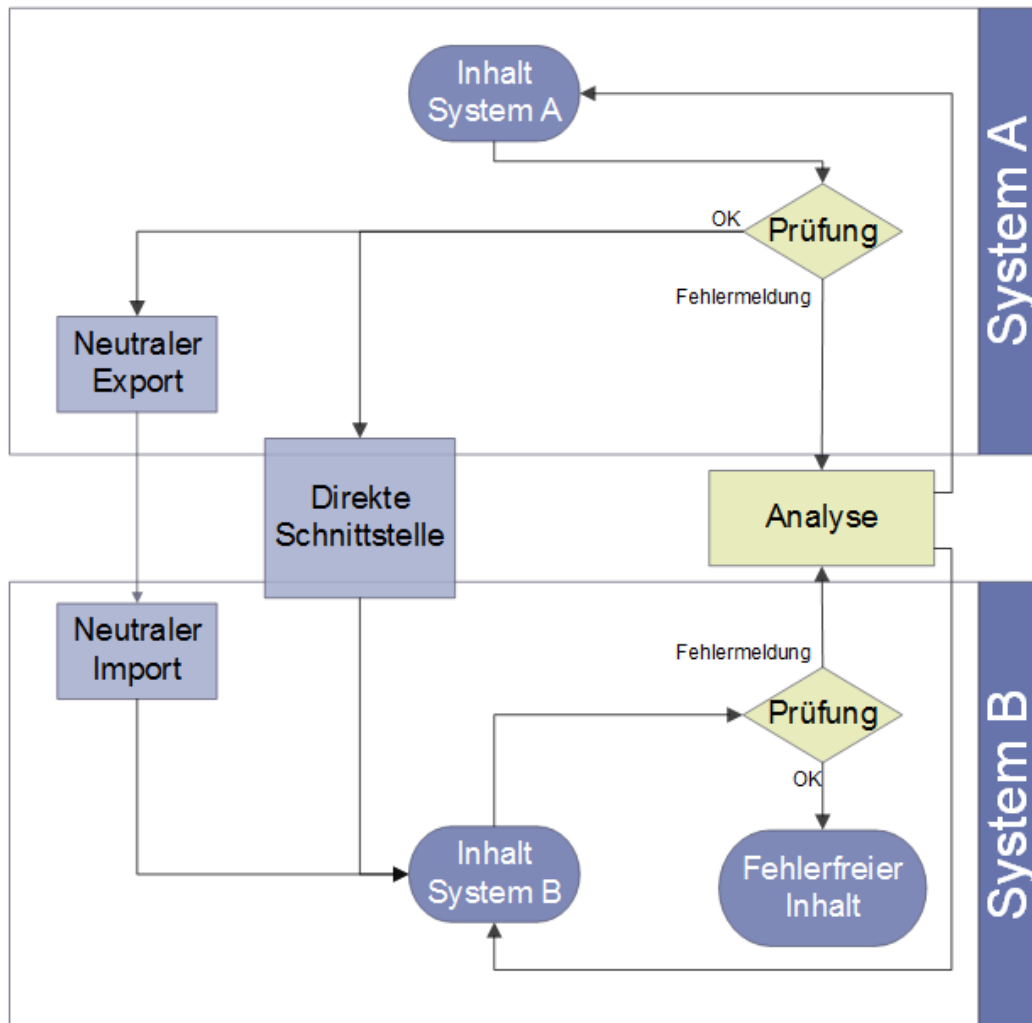 Inhalt
System A
System A
OK
Prüfung
Fehlermeldung
Neutraler
Export
Direkte
Schnittstelle
Analyse
Neutraler
Import
Fehlermeldung
Prüfung
OK
Inhalt
System B
Fehlerfreier
Inhalt
System B